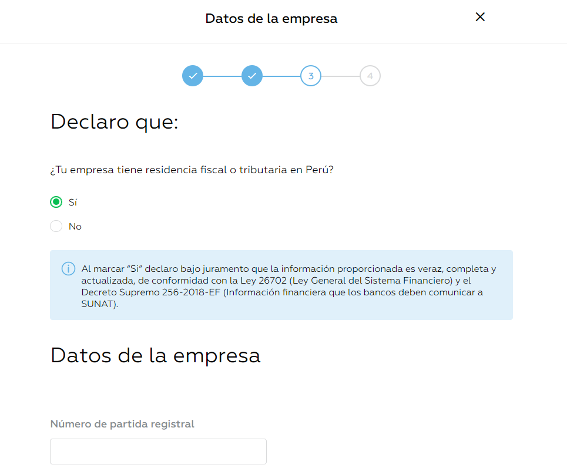 Datos de la empresa
3
4
Declaro que:
¿Tu empresa tiene residencia fiscal o tributaria en Perú?
Sí
No
Al marcar “Si” declaro bajo juramento que la información proporcionada es veraz, completa y
actualizada, de conformidad con la Ley 26702 (Ley General del Sistema Financiero) y el
Decreto Supremo 256-2018-EF (Información financiera que los bancos deben comunicar a
SUNAT).
Datos de la empresa
Número de partida registral